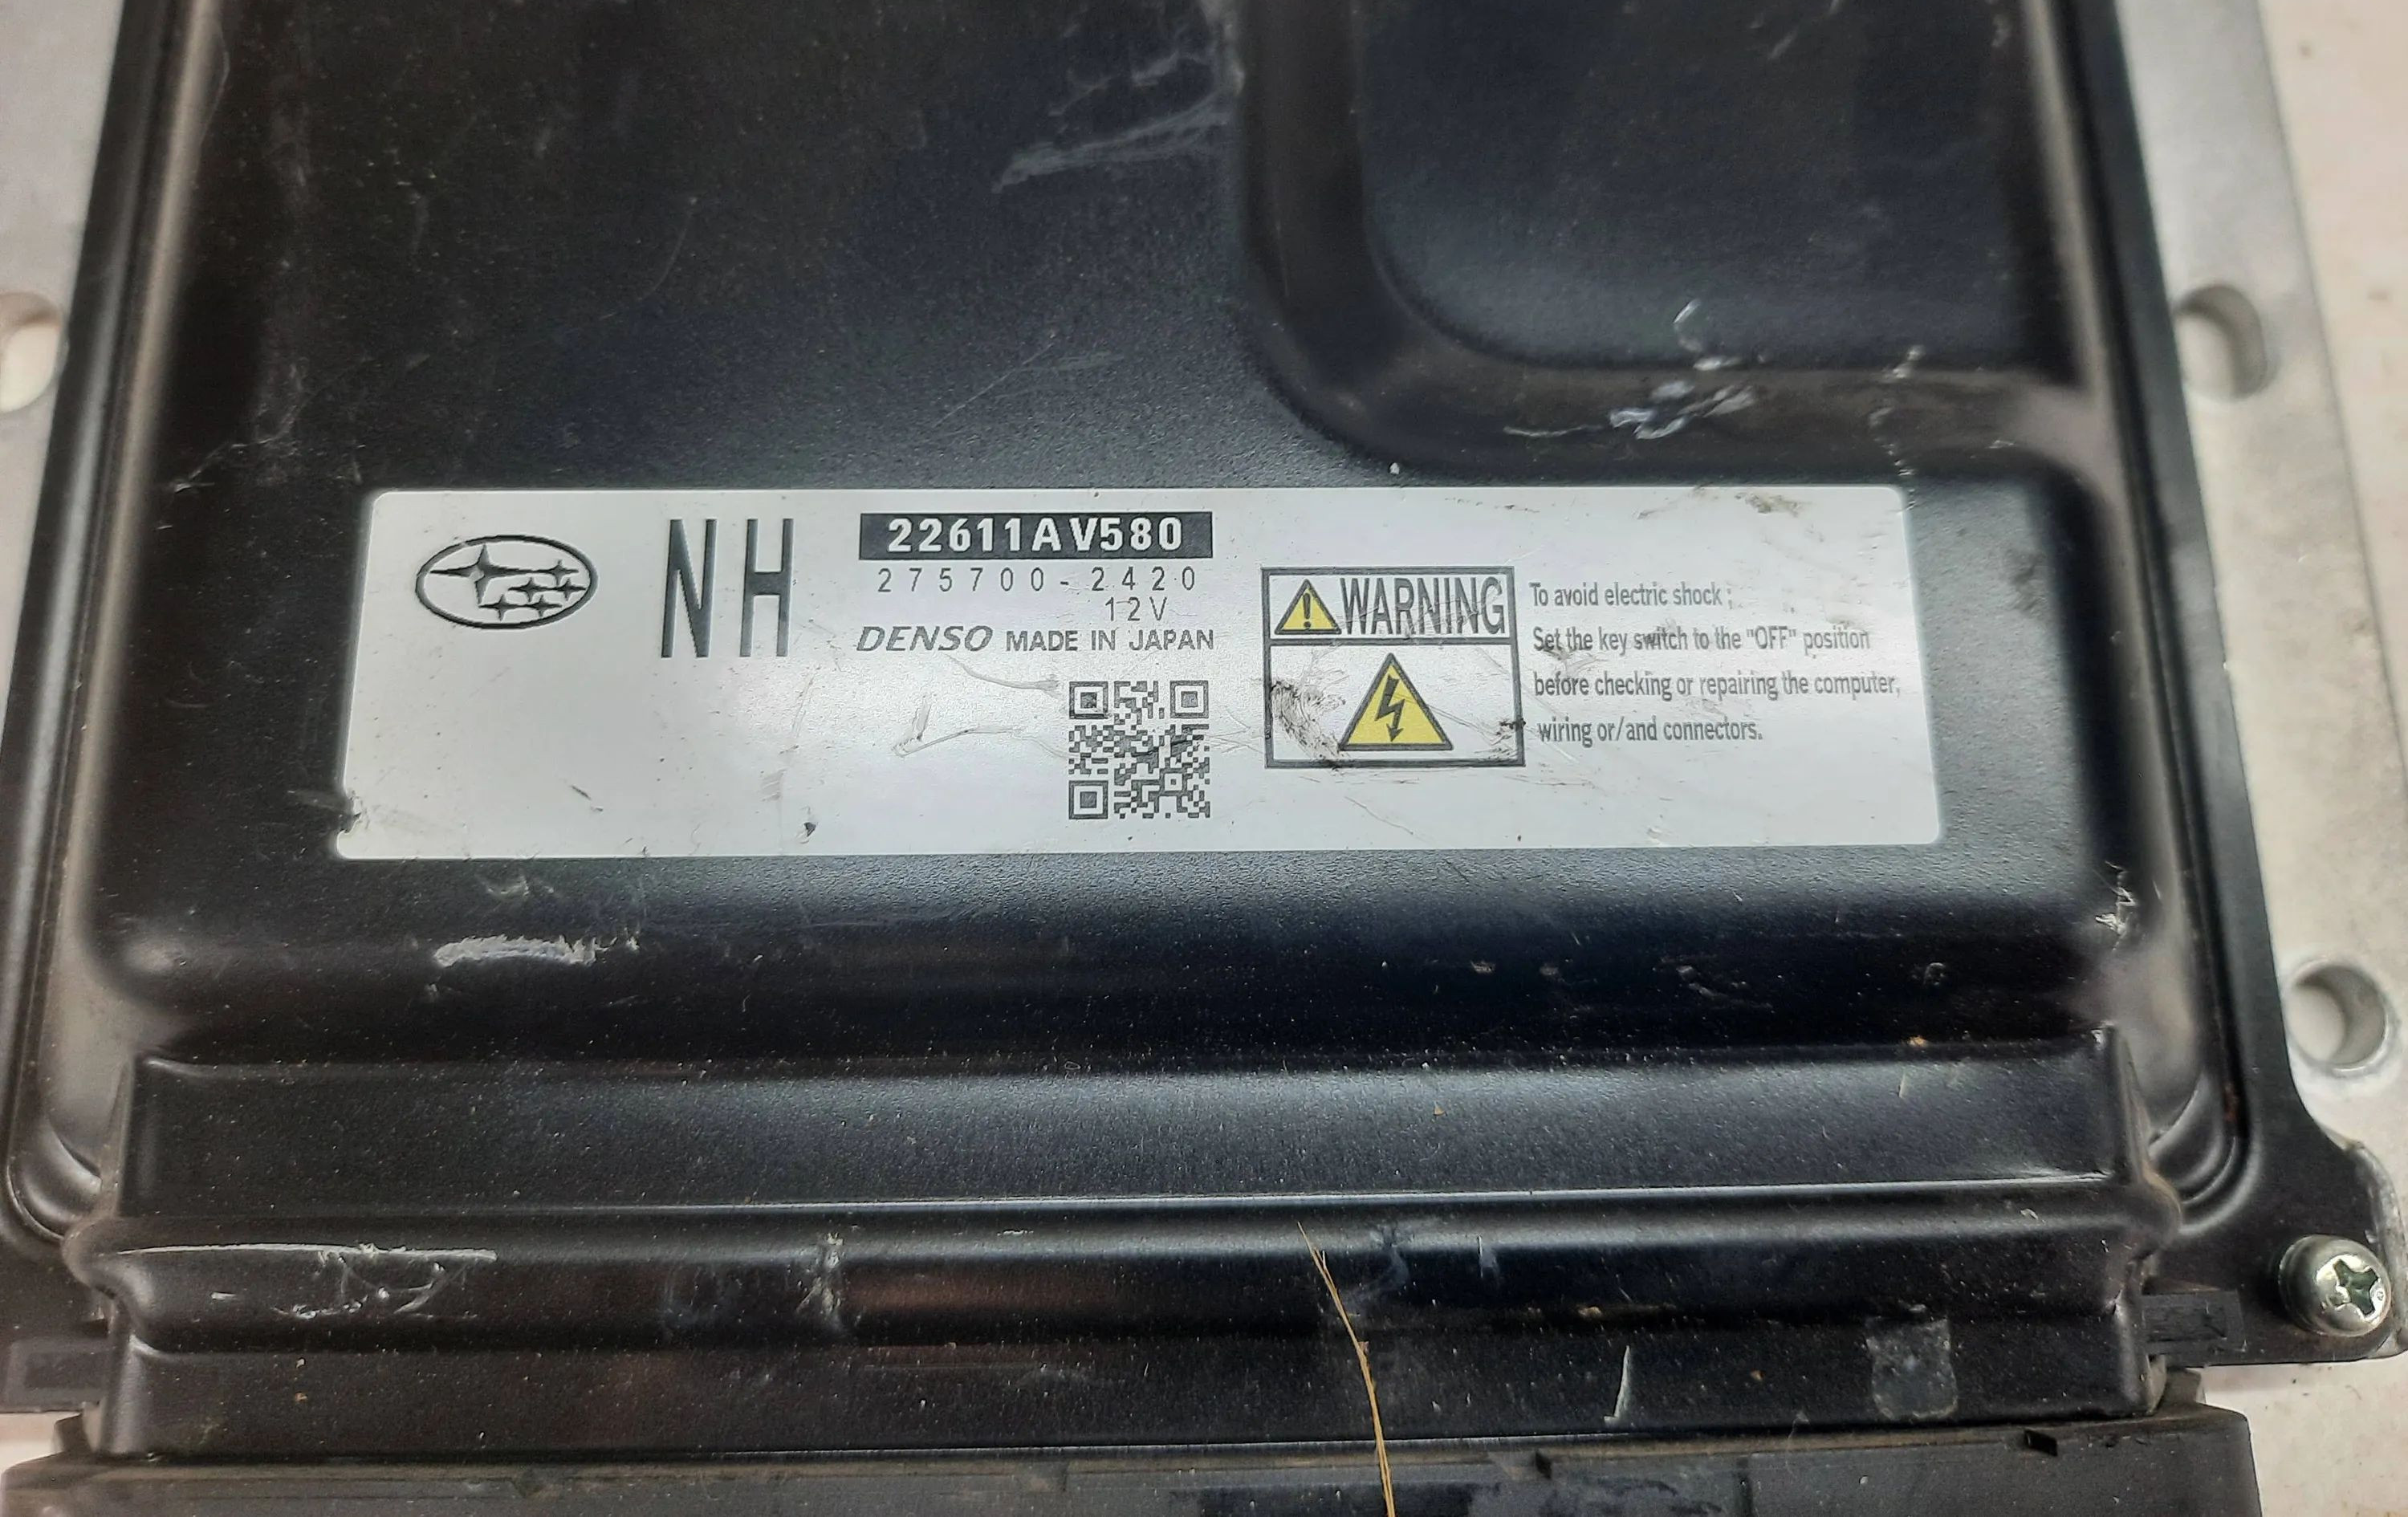 NH
22611AV580
275700-2420
12V
DENSO MADE IN JAPAN
WARNING
To avoid electric shock ;
Set the key switch to the "OFF" position
before checking or repairing the computer,
wiring or/and connectors.